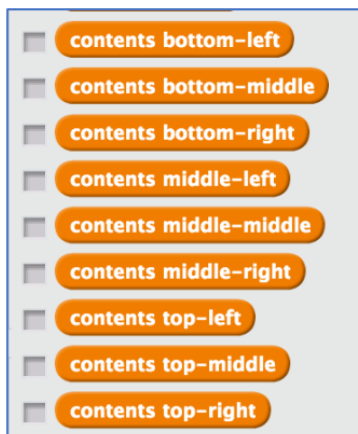 contents bottom-left
contents bottom-middle
contents bottom-right
contents middle-left
contents middle-middle
contents middle-right
contents top-left
contents top-middle
contents top-right